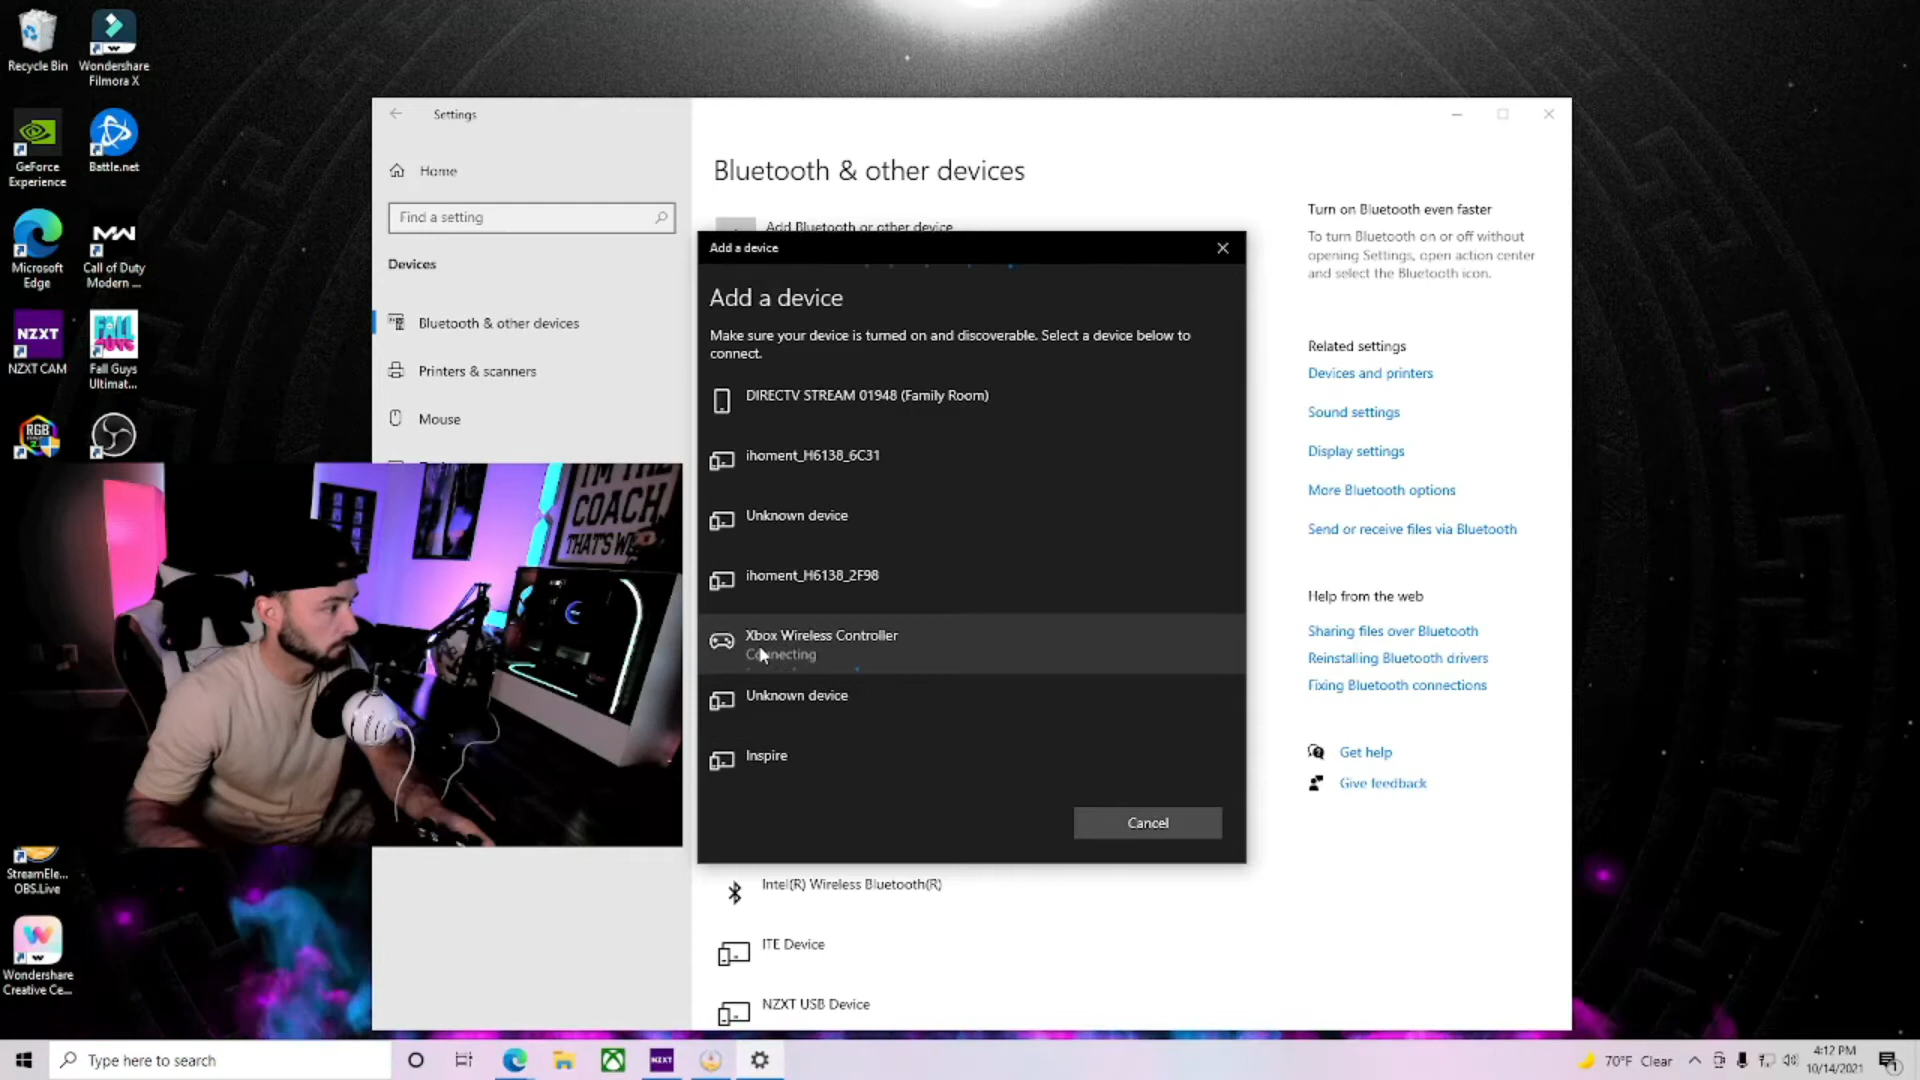 Recycle Bin
Wondershare
Filmora X
GeForce
Experience
Battle.net
Microsoft
Edge
Call of Duty
Modern ...
NZXT
NZXT CAM
FALL
GUYS
Fall Guys
Ultimat...
RGB
StreamEle...
OBS.Live
Wondershare
Creative Ce...
Settings
Home
Find a setting
Devices
Bluetooth & other devices
Printers & scanners
Mouse
I'M THE
COACH
THAT'S
Bluetooth & other devices
Add Bluetooth or other device
Add a device
Add a device
Make sure your device is turned on and discoverable. Select a device below to
connect.
DIRECTV STREAM 01948 (Family Room)
ihoment_H6138_6C31
Unknown device
ihoment_H6138_2F98
Xbox Wireless Controller
Connecting
Unknown device
Inspire
Cancel
Intel(R) Wireless Bluetooth(R)
ITE Device
NZXT USB Device
Turn on Bluetooth even faster
To turn Bluetooth on or off without
opening Settings, open action center
and select the Bluetooth icon.
Related settings
Devices and printers
Sound settings
Display settings
More Bluetooth options
Send or receive files via Bluetooth
Help from the web
Sharing files over Bluetooth
Reinstalling Bluetooth drivers
Fixing Bluetooth connections
Get help
Give feedback
Type here to search
NZXT
70°F Clear
4:12 PM
10/14/2021